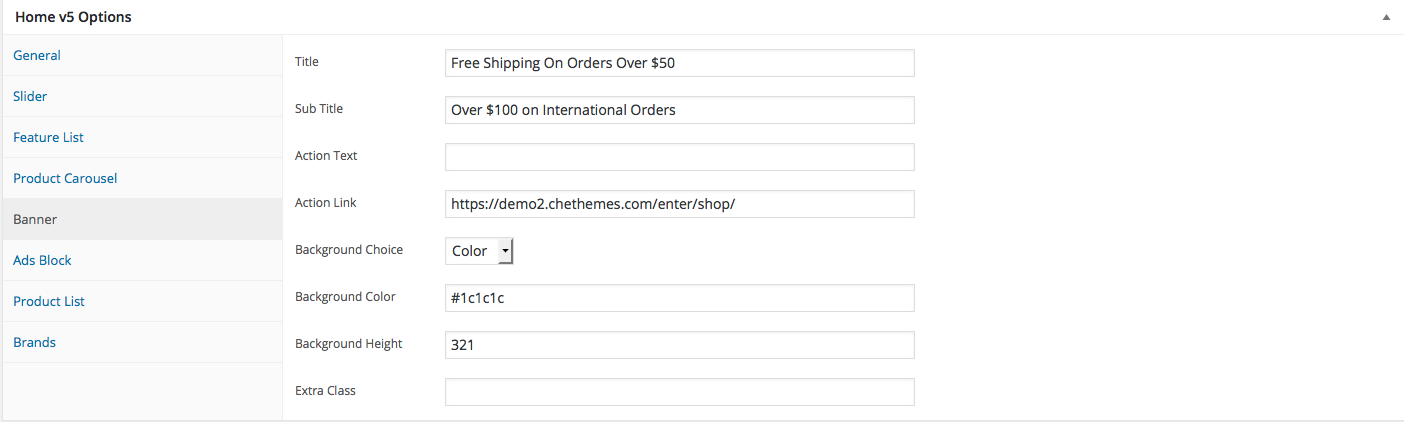 Home v5 Options
General
Slider
Feature List
Product Carousel
Banner
Ads Block
Product List
Brands
Title Free Shipping On Orders Over $50
Sub Title Over $100 on International Orders
Action Text
Action Link https://demo2.chethemes.com/enter/shop/
Background Choice Color
Background Color #1c1c1c
Background Height 321
Extra Class